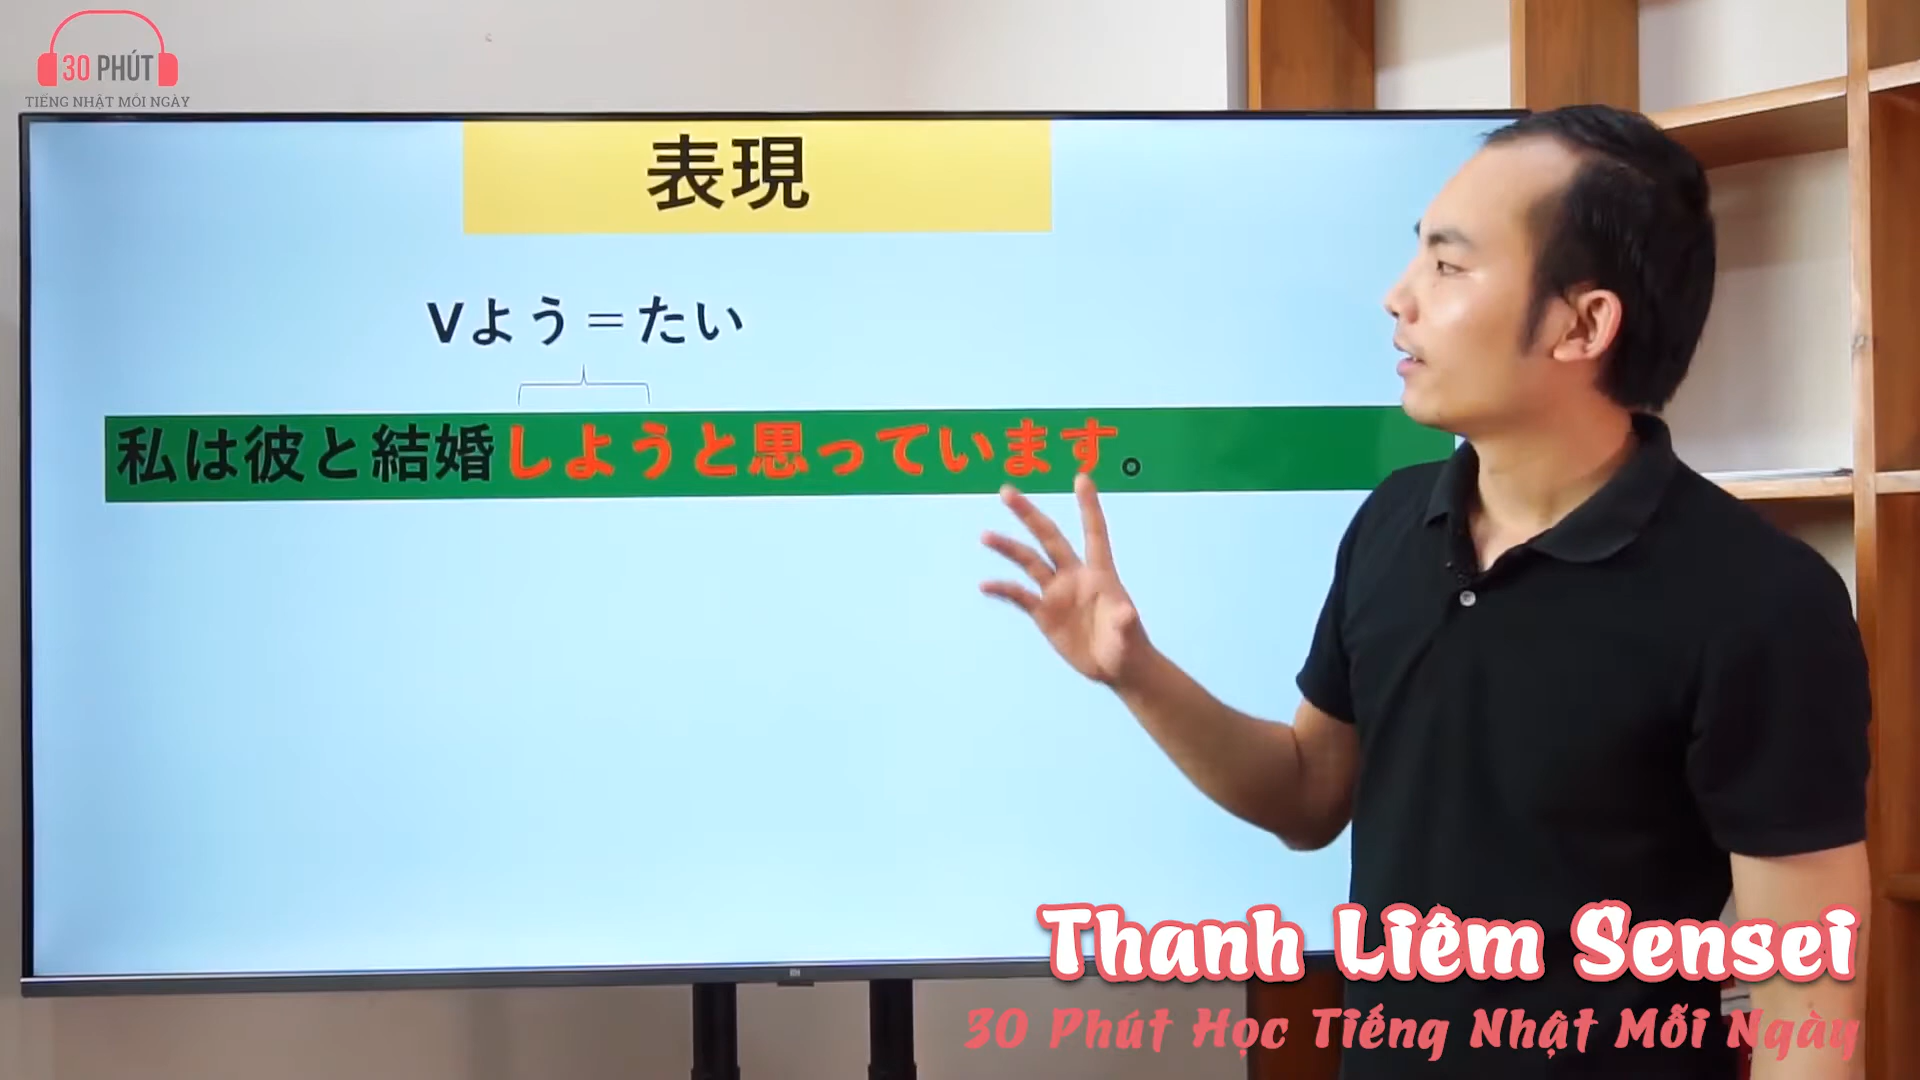 30 PHÚT
TIẾNG NHẬT MỖI NGÀY
表現
Vよう＝たい
私は彼と結婚しようと思っています。
Thanh Liêm Sensei
30 Phút Học Tiếng Nhật Mỗi Ngày